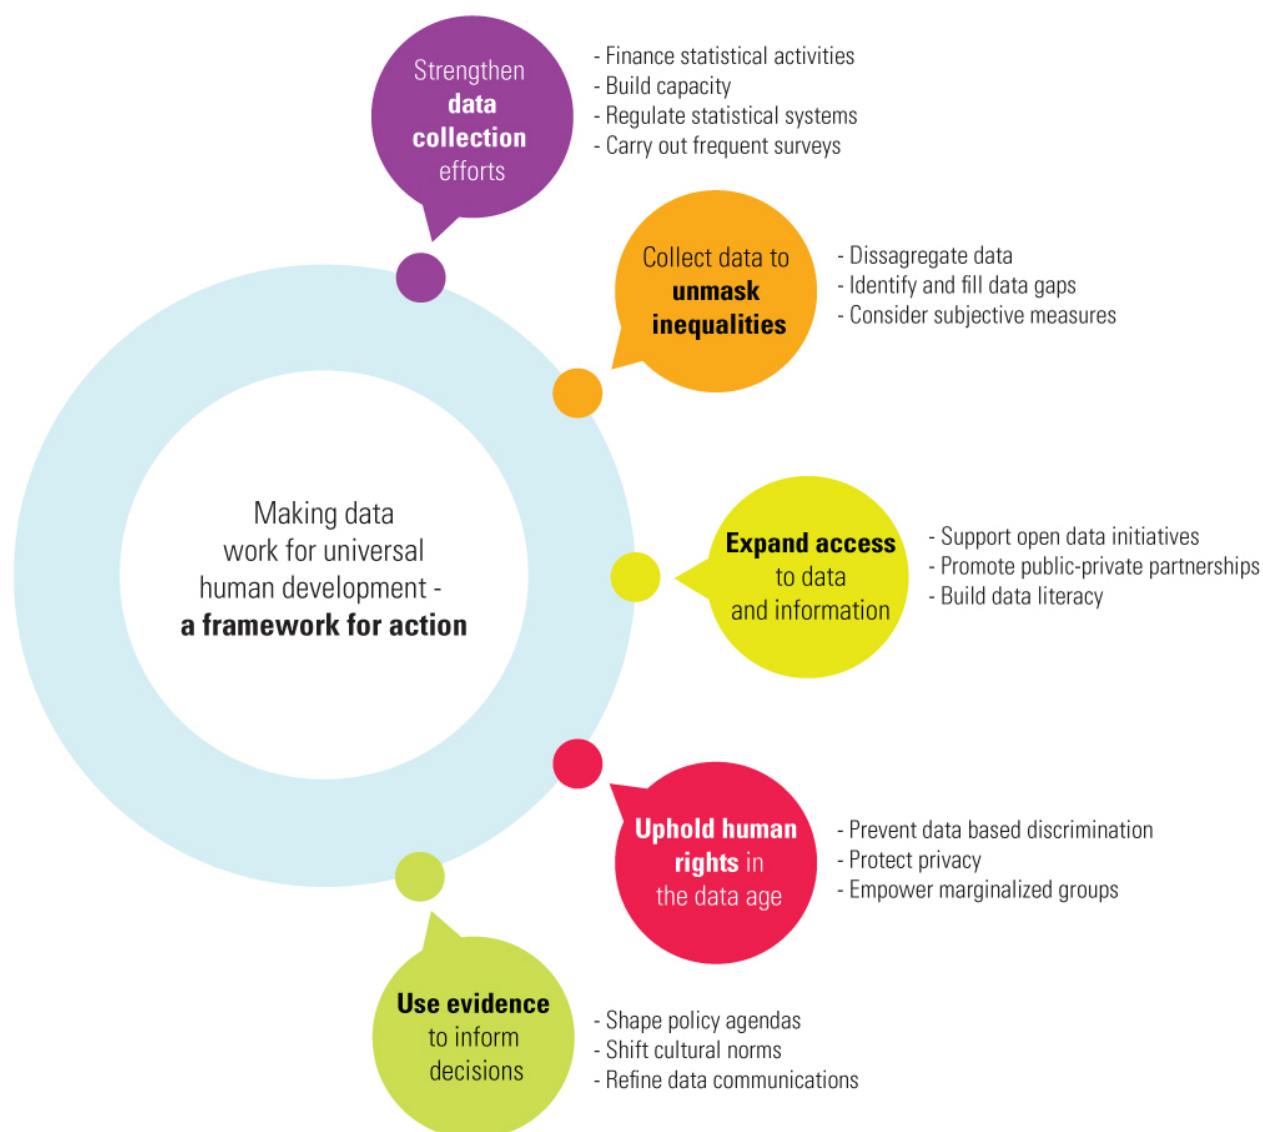 Strengthen
data
collection
efforts
- Finance statistical activities
- Build capacity
- Regulate statistical systems
- Carry out frequent surveys
Collect data to
unmask
inequalities
- Dissagregate data
- Identify and fill data gaps
- Consider subjective measures
Making data
work for universal
human development -
a framework for action
Expand access
to data
and information
- Support open data initiatives
- Promote public-private partnerships
- Build data literacy
Uphold human
rights in
the data age
- Prevent data based discrimination
- Protect privacy
- Empower marginalized groups
Use evidence
to inform
decisions
- Shape policy agendas
- Shift cultural norms
- Refine data communications